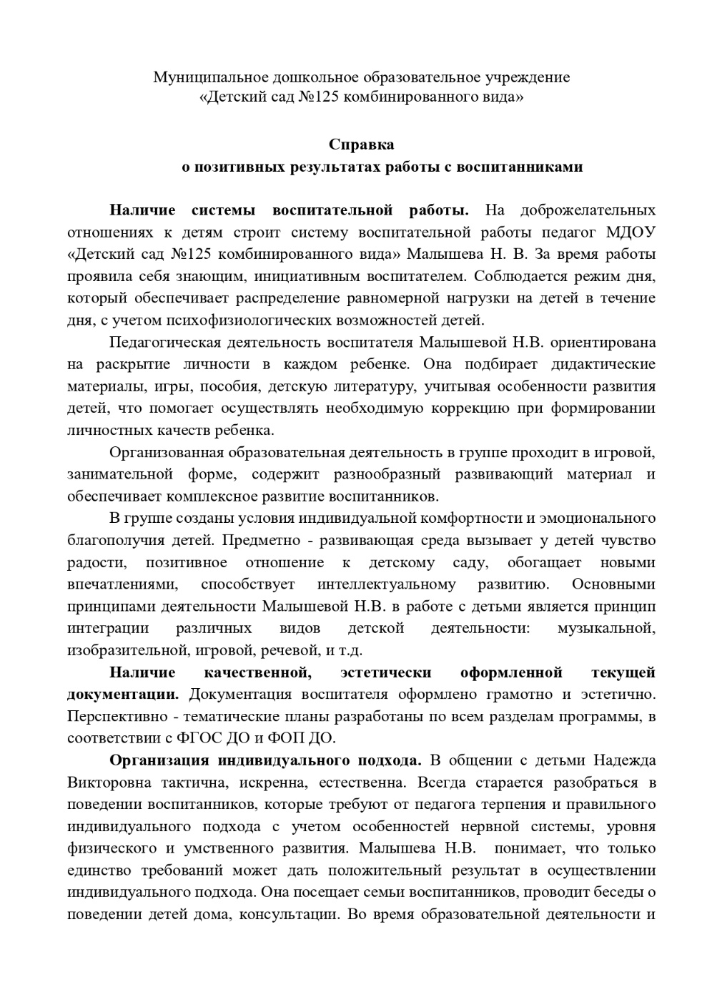 Муниципальное дошкольное образовательное учреждение
«Детский сад №125 комбинированного вида»
Справка
о позитивных результатах работы с воспитанниками
Наличие системы воспитательной работы. На доброжелательных
отношениях к детям строит систему воспитательной работы педагог МДОУ
«Детский сад №125 комбинированного вида» Малышева Н. В. За время работы
проявила себя знающим, инициативным воспитателем. Соблюдается режим дня,
который обеспечивает распределение равномерной нагрузки на детей в течение
дня, с учетом психофизиологических возможностей детей.
Педагогическая деятельность воспитателя Малышевой Н.В. ориентирована
на раскрытие личности в каждом ребенке. Она подбирает дидактические
материалы, игры, пособия, детскую литературу, учитывая особенности развития
детей, что помогает осуществлять необходимую коррекцию при формировании
личностных качеств ребенка.
Организованная образовательная деятельность в группе проходит в игровой,
занимательной форме, содержит разнообразный развивающий материал и
обеспечивает комплексное развитие воспитанников.
В группе созданы условия индивидуальной комфортности и эмоционального
благополучия детей. Предметно - развивающая среда вызывает у детей чувство
радости, позитивное отношение к детскому саду, обогащает новыми
впечатлениями, способствует интеллектуальному развитию. Основными
принципами деятельности Малышевой Н.В. в работе с детьми является принцип
интеграции различных видов детской деятельности: музыкальной,
изобразительной, игровой, речевой, и т.д.
Наличие качественной, эстетически оформленной текущей
документации. Документация воспитателя оформлено грамотно и эстетично.
Перспективно - тематические планы разработаны по всем разделам программы, в
соответствии с ФГОС ДО и ФОП ДО.
Организация индивидуального подхода. В общении с детьми Надежда
Викторовна тактична, искренна, естественна. Всегда старается разобраться в
поведении воспитанников, которые требуют от педагога терпения и правильного
индивидуального подхода с учетом особенностей нервной системы, уровня
физического и умственного развития. Малышева Н.В. понимает, что только
единство требований может дать положительный результат в осуществлении
индивидуального подхода. Она посещает семьи воспитанников, проводит беседы о
поведении детей дома, консультации. Во время образовательной деятельности и